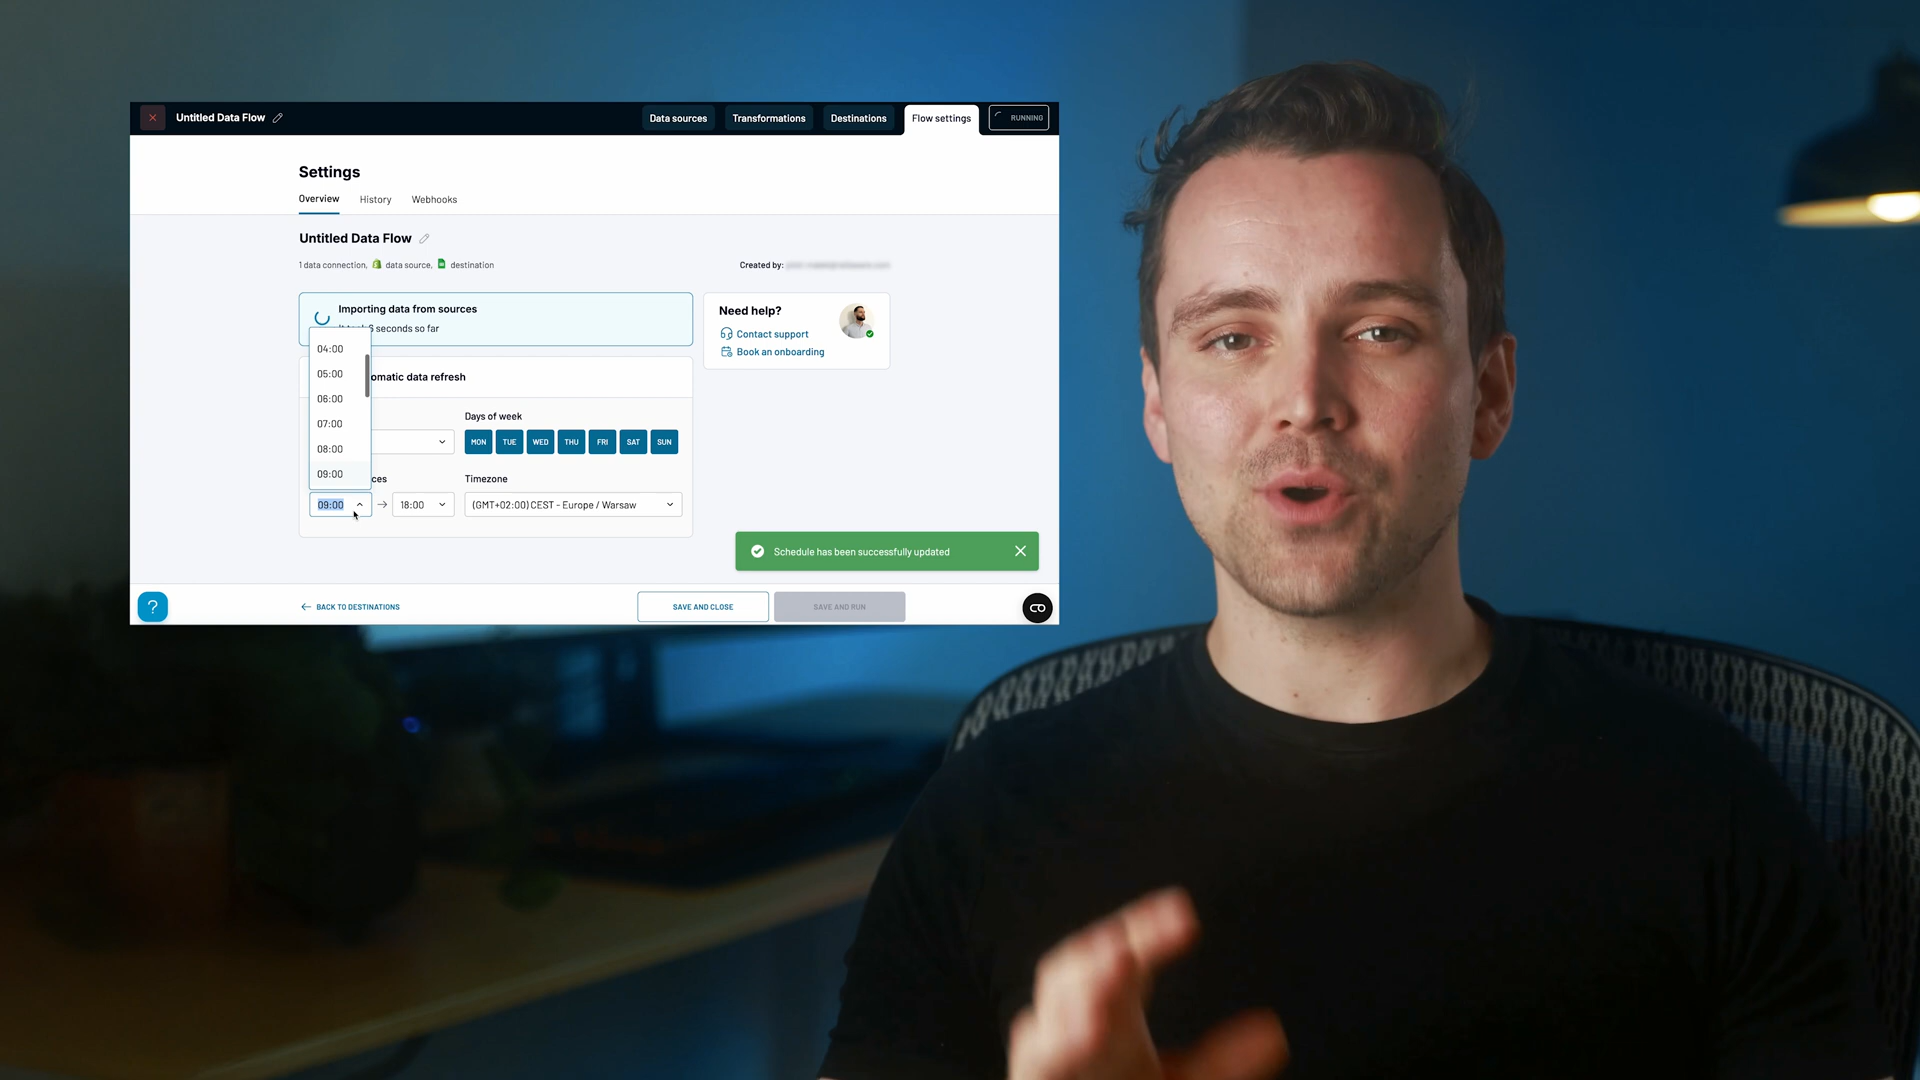 Untitled Data Flow
Data sources
Transformations
Destinations
Flow settings
RUNNING
Settings
Overview
History
Webhooks
Untitled Data Flow
1 data connection, data source, destination
Created by:
Importing data from sources
6 seconds so far
Need help?
Contact support
Book an onboarding
04:00
05:00
06:00
07:00
08:00
09:00
omatic data refresh
Days of week
MON TUE WED THU FRI SAT SUN
ces
Timezone
09:00 → 18:00
(GMT+02:00) CEST - Europe / Warsaw
Schedule has been successfully updated
?
← BACK TO DESTINATIONS
SAVE AND CLOSE
SAVE AND RUN